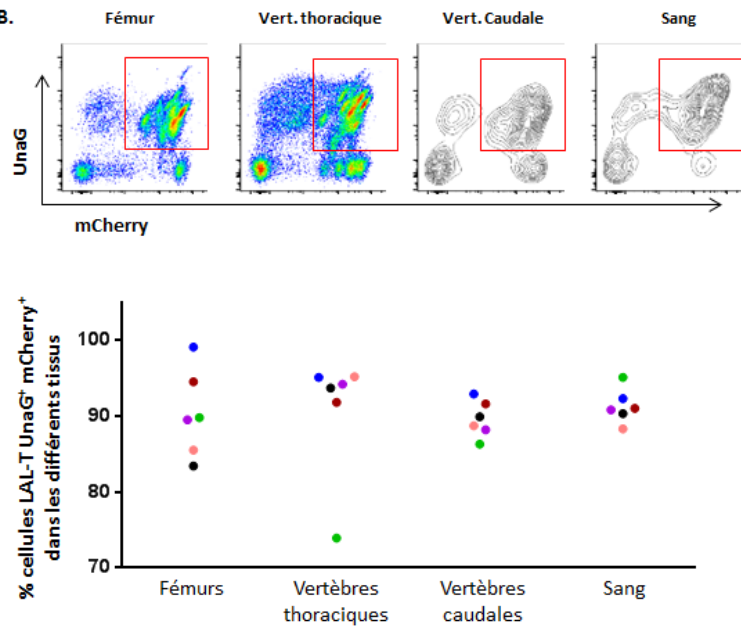 B.
Fémur
Vert. thoracique
Vert. Caudale
Sang
UnaG
mCherry
% cellules LAL-T UnaG⁺ mCherry⁺
dans les différents tissus
100
90
80
70
Fémurs
Vertèbres
thoraciques
Vertèbres
caudales
Sang